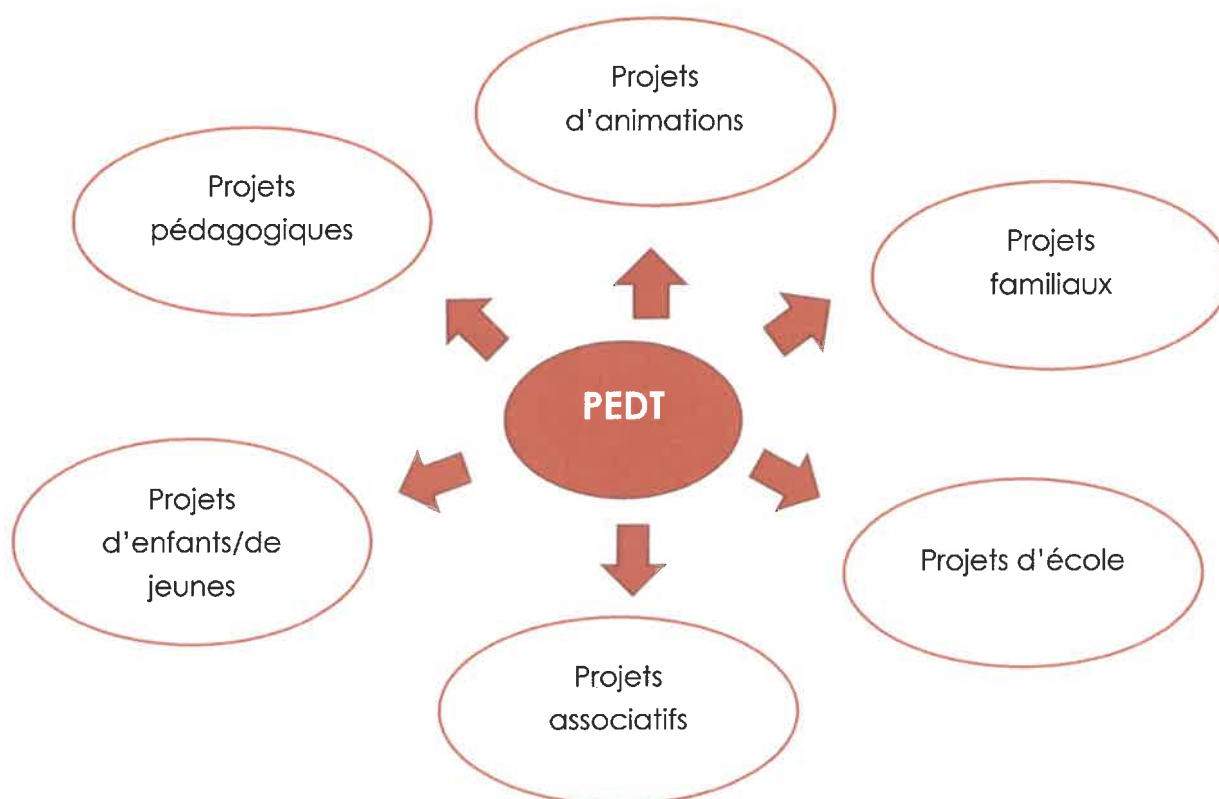 Projets
d'animations
Projets
pédagogiques
Projets
familiaux
PEDT
Projets
d'enfants/de
jeunes
Projets d'école
Projets
associatifs